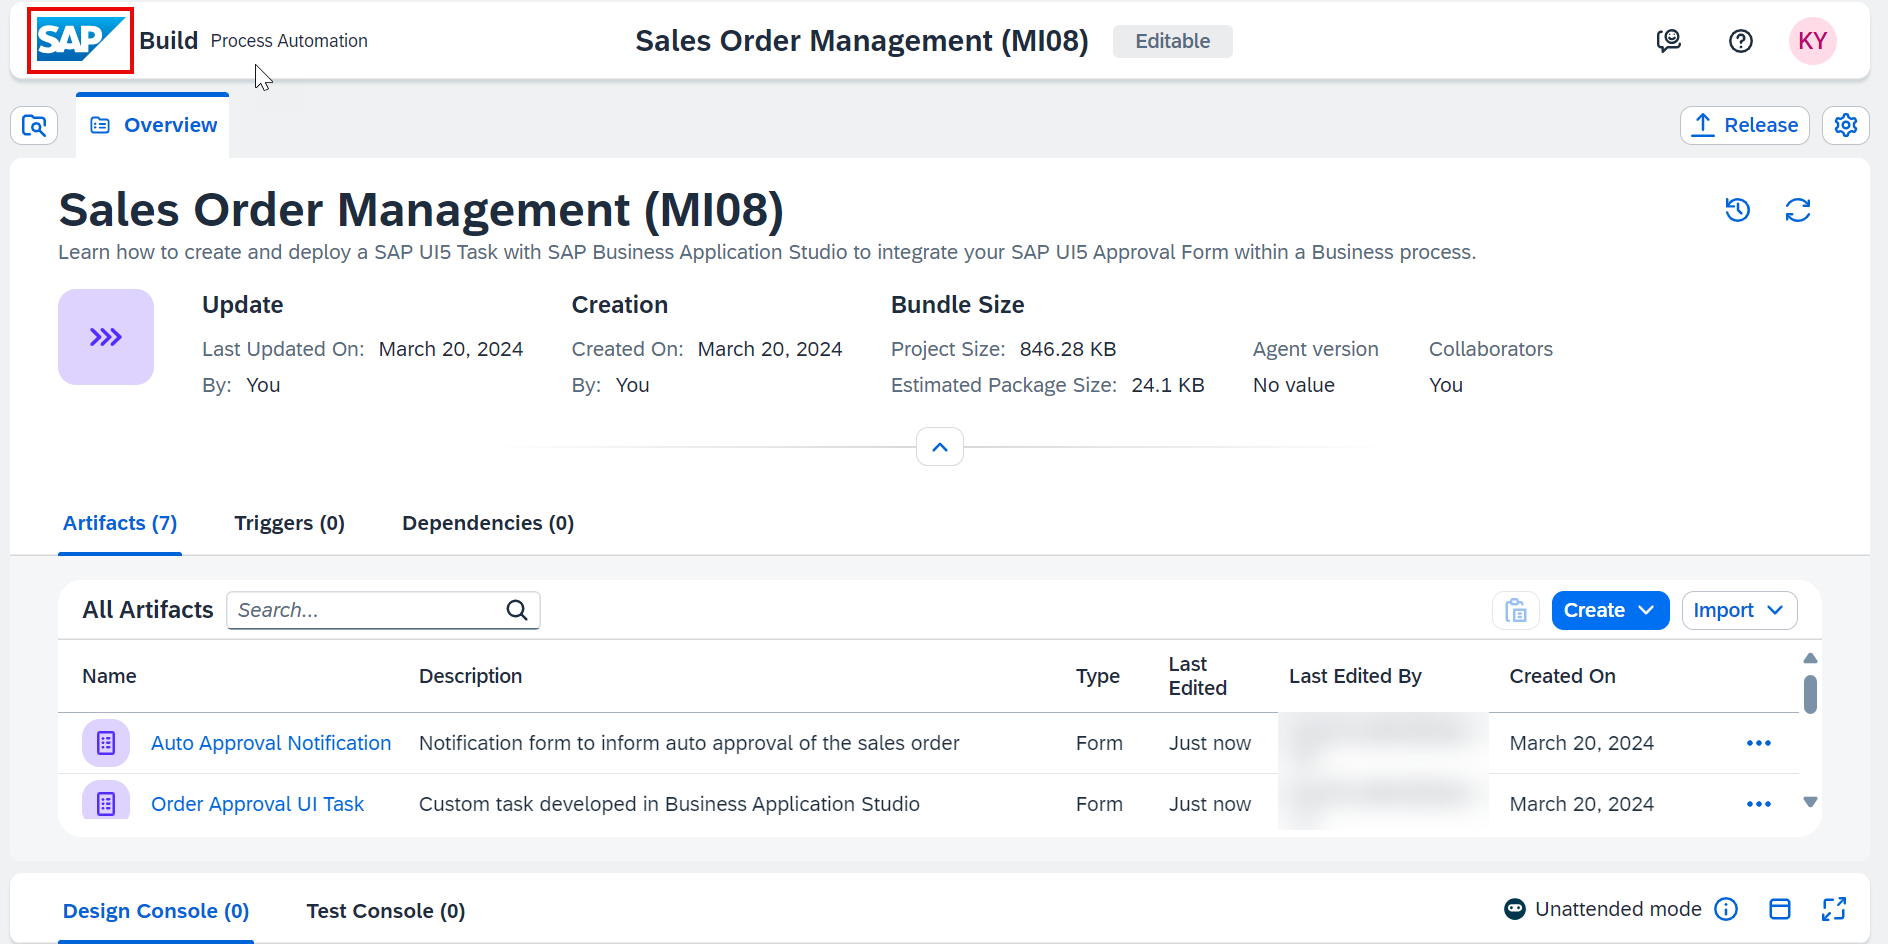 SAP Build Process Automation
Sales Order Management (MI08) Editable
KY
Overview
Release
Sales Order Management (MI08)
Learn how to create and deploy a SAP UI5 Task with SAP Business Application Studio to integrate your SAP UI5 Approval Form within a Business process.
Update Creation Bundle Size
Last Updated On: March 20, 2024 Created On: March 20, 2024 Project Size: 846.28 KB Agent version Collaborators
By: You By: You Estimated Package Size: 24.1 KB No value You
Artifacts (7) Triggers (0) Dependencies (0)
All Artifacts Search... Create Import
Name Description Type Last Edited Last Edited By Created On
Auto Approval Notification Notification form to inform auto approval of the sales order Form Just now March 20, 2024
Order Approval UI Task Custom task developed in Business Application Studio Form Just now March 20, 2024
Design Console (0) Test Console (0) Unattended mode